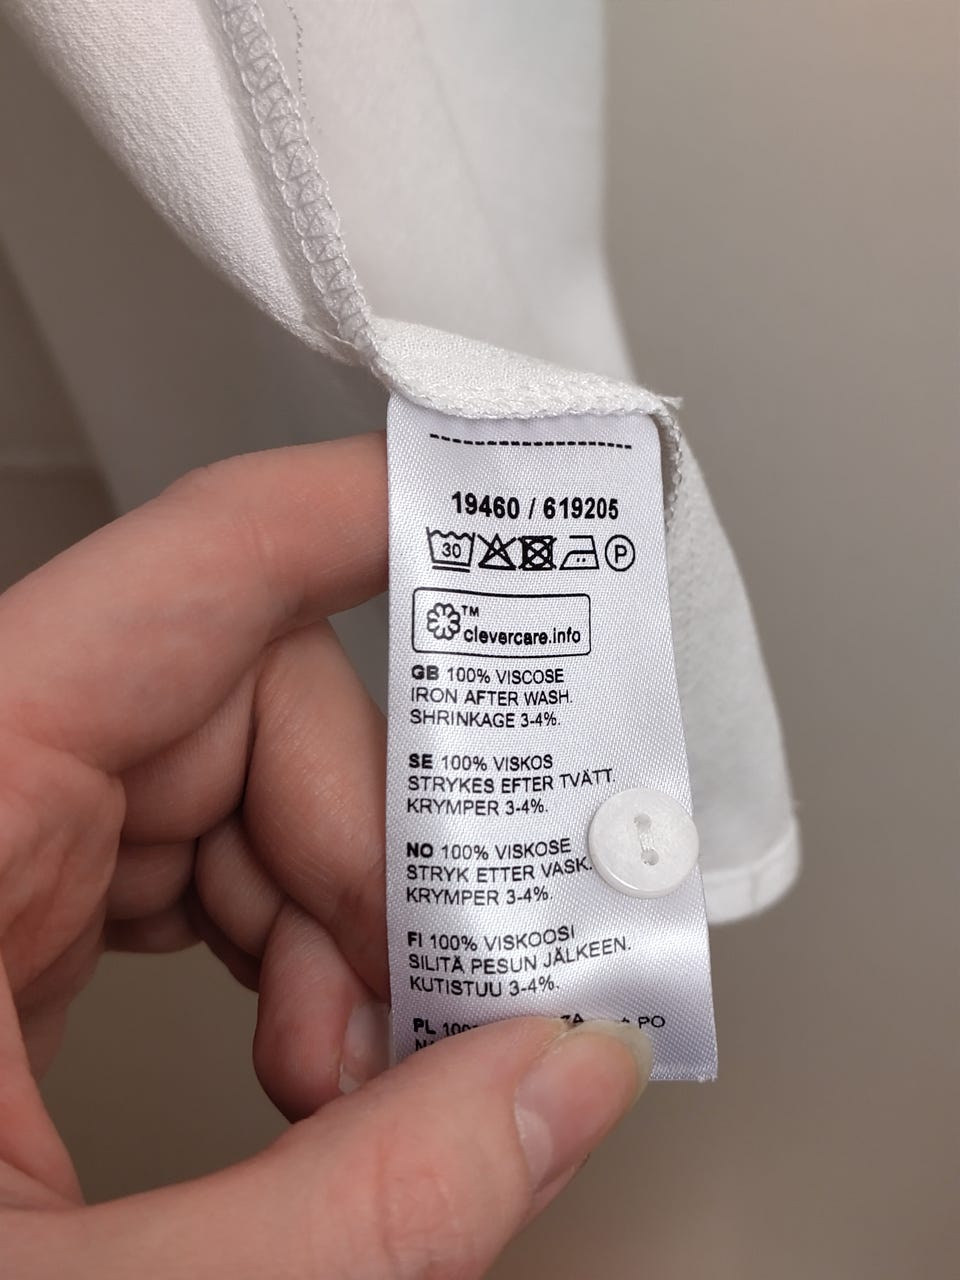 19460 / 619205
30 P
™
clevercare.info
GB 100% VISCOSE
IRON AFTER WASH.
SHRINKAGE 3-4%.
SE 100% VISKOS
STRYKES EFTER TVÄTT.
KRYMPER 3-4%.
NO 100% VISKOSE
STRYK ETTER VASK.
KRYMPER 3-4%.
FI 100% VISKOOSI
SILITÄ PESUN JÄLKEEN.
KUTISTUU 3-4%.
PL PO